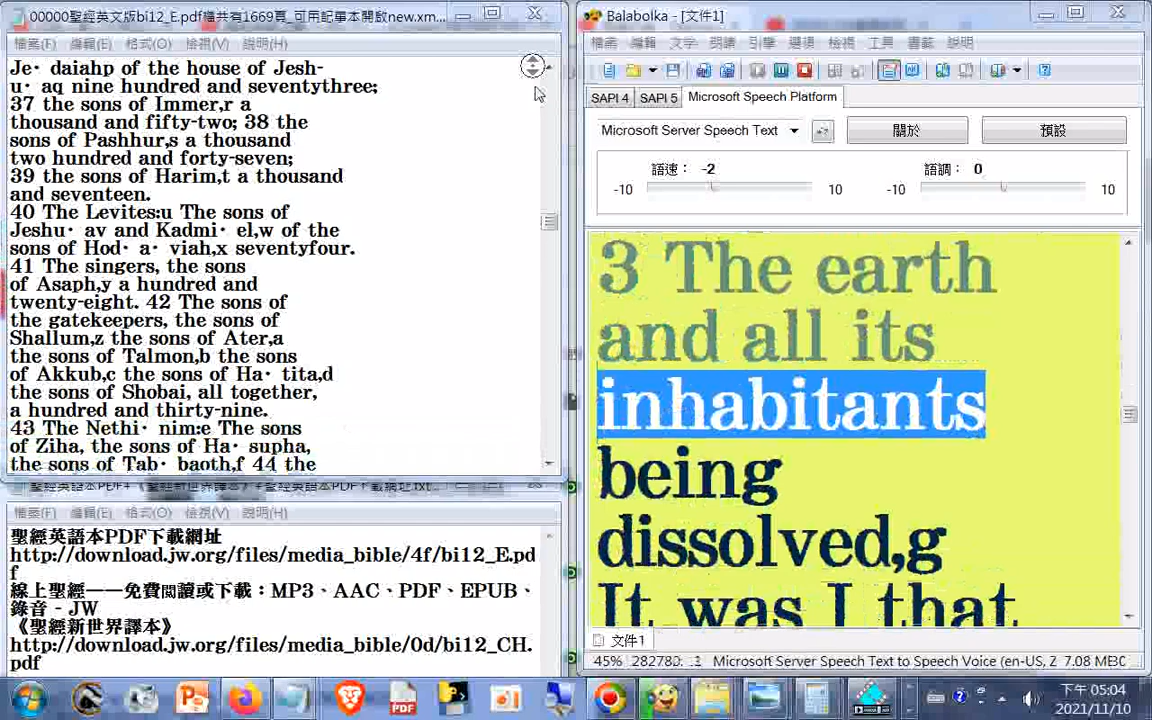 00000聖經英文版bi12_E.pdf檔共有1669頁_可用記事本開啟new.xm...
檔案(F) 編輯(E) 格式(O) 檢視(V) 說明(H)
Je‧ daiahp of the house of Jesh-
u‧ aq nine hundred and seventythree;
37 the sons of Immer,r a
thousand and fifty-two; 38 the
sons of Pashhur,s a thousand
two hundred and forty-seven;
39 the sons of Harim,t a thousand
and seventeen.
40 The Levites:u The sons of
Jeshu‧ av and Kadmi‧ el,w of the
sons of Hod‧ a‧ viah,x seventyfour.
41 The singers, the sons
of Asaph,y a hundred and
twenty-eight. 42 The sons of
the gatekeepers, the sons of
Shallum,z the sons of Ater,a
the sons of Talmon,b the sons
of Akkub,c the sons of Ha‧ tita,d
the sons of Shobai, all together,
a hundred and thirty-nine.
43 The Nethi‧ nim:e The sons
of Ziha, the sons of Ha‧ supha,
the sons of Tab‧ baoth,f 44 the
檔案(F) 編輯(E) 格式(O) 檢視(V) 說明(H)
聖經英語本PDF下載網址
http://download.jw.org/files/media_bible/4f/bi12_E.pd
f
線上聖經——免費閱讀或下載：MP3、AAC、PDF、EPUB、
錄音 - JW
《聖經新世界譯本》
http://download.jw.org/files/media_bible/0d/bi12_CH.
pdf
Balabolka - [文件1]
檔案 編輯 文字 朗讀 引擎 選項 檢視 工具 書籤 說明
SAPI 4 SAPI 5 Microsoft Speech Platform
Microsoft Server Speech Text 關於 預設
語速： -2 語調： 0
-10 10 -10 10
3 The earth
and all its
inhabitants
being
dissolved,g
It was I that
文件1
45% 282780: 1 Microsoft Server Speech Text to Speech Voice (en-US, Z 7.08 MB
PDF
下午 05:04
2021/11/10